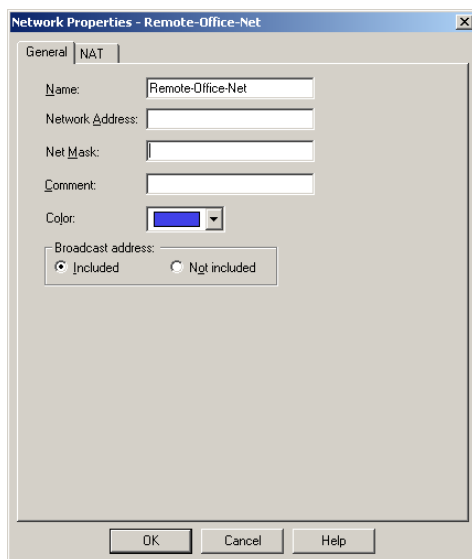 Network Properties - Remote-Office-Net
General NAT
Name: Remote-Office-Net
Network Address:
Net Mask:
Comment:
Color:
Broadcast address:
Included Not included
OK Cancel Help